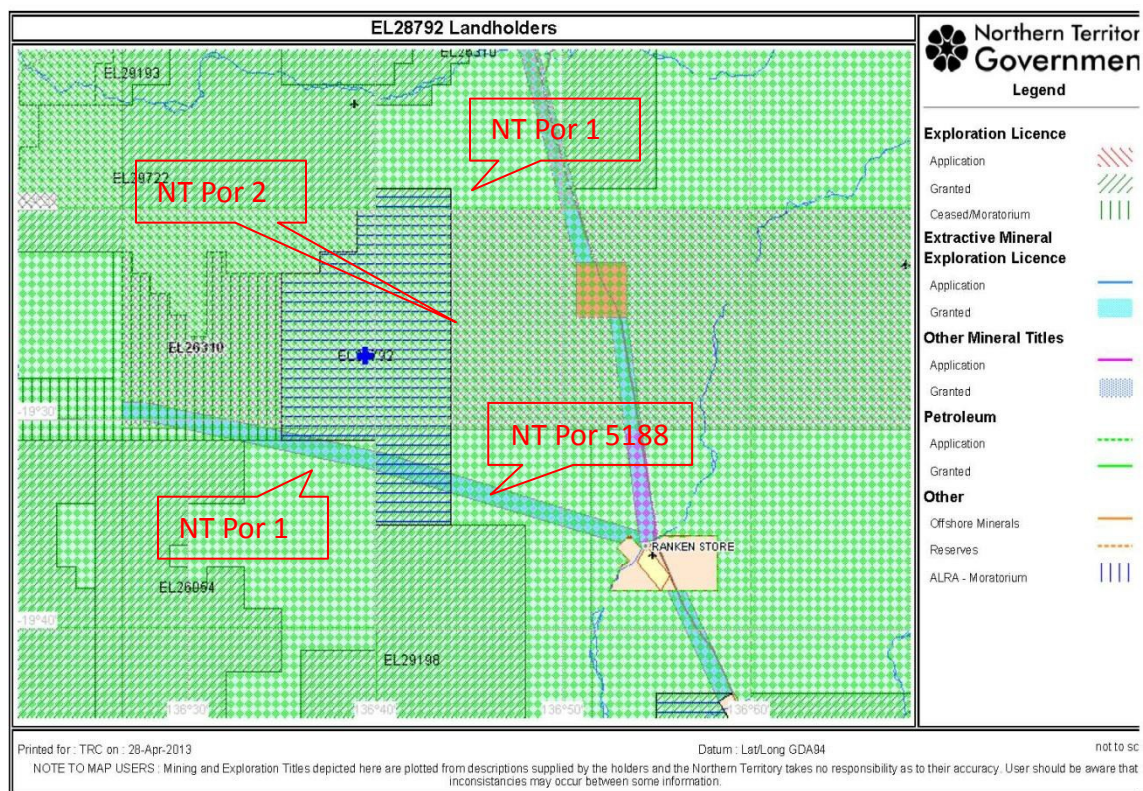 EL28792 Landholders
Northern Territor
Governmen
Legend
Exploration Licence
Application
Granted
Ceased/Moratorium
Extractive Mineral
Exploration Licence
Application
Granted
Other Mineral Titles
Application
Granted
Petroleum
Application
Granted
Other
Offshore Minerals
Reserves
ALRA - Moratorium
EL26310
EL29193
NT Por 1
EL29722
NT Por 2
EL26310
-19°30'
NT Por 5188
NT Por 1
RANKEN STORE
EL26064
-19°40'
EL29198
136°30'
136°40'
136°50'
136°60'
Printed for : TRC on : 28-Apr-2013
Datum : Lat/Long GDA94
not to sc
NOTE TO MAP USERS : Mining and Exploration Titles depicted here are plotted from descriptions supplied by the holders and the Northern Territory takes no responsibility as to their accuracy. User should be aware that
inconsistancies may occur between some information.